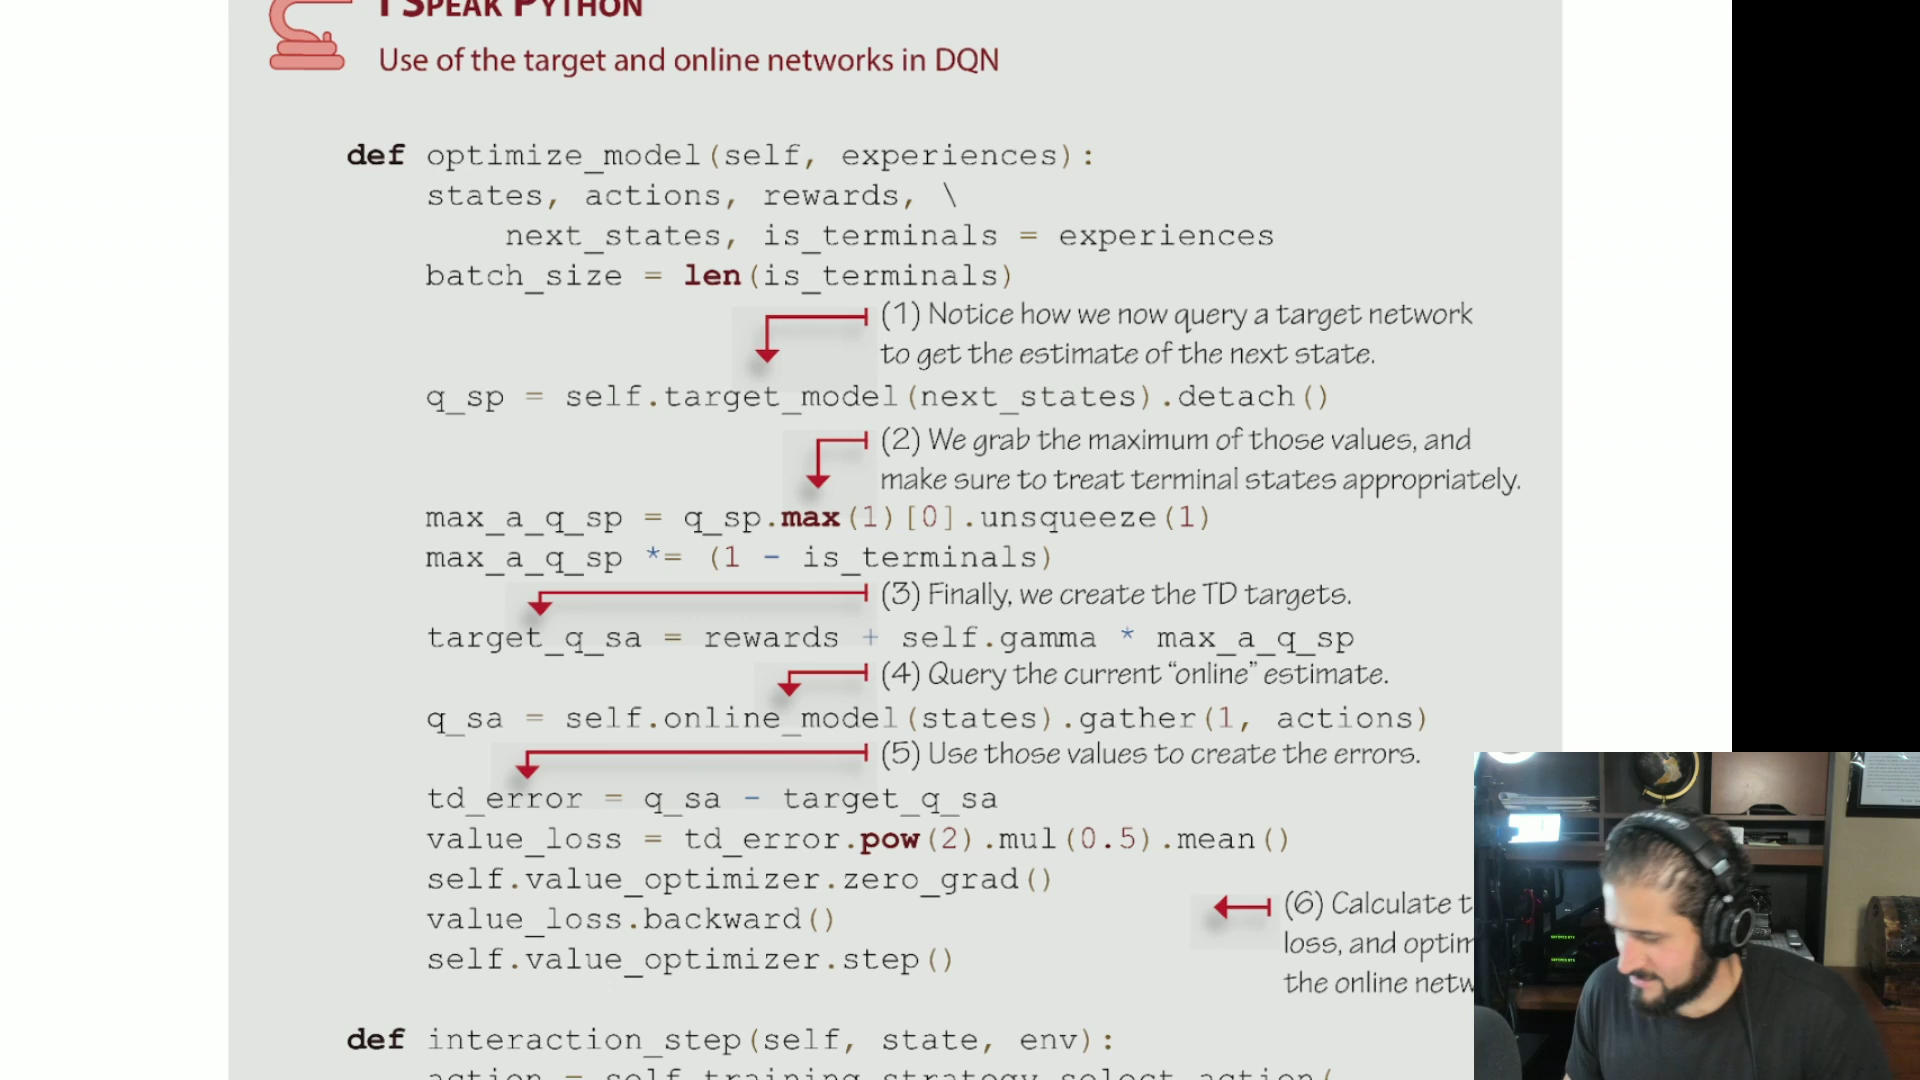 I SPEAK PYTHON
Use of the target and online networks in DQN
def optimize_model(self, experiences):
states, actions, rewards, \
next_states, is_terminals = experiences
batch_size = len(is_terminals)
(1) Notice how we now query a target network
to get the estimate of the next state.
q_sp = self.target_model(next_states).detach()
(2) We grab the maximum of those values, and
make sure to treat terminal states appropriately.
max_a_q_sp = q_sp.max(1)[0].unsqueeze(1)
max_a_q_sp *= (1 - is_terminals)
(3) Finally, we create the TD targets.
target_q_sa = rewards + self.gamma * max_a_q_sp
(4) Query the current “online” estimate.
q_sa = self.online_model(states).gather(1, actions)
(5) Use those values to create the errors.
td_error = q_sa - target_q_sa
value_loss = td_error.pow(2).mul(0.5).mean()
self.value_optimizer.zero_grad()
(6) Calculate t
value_loss.backward()
loss, and optim
self.value_optimizer.step()
the online netw
def interaction_step(self, state, env):
action = self.training_strategy.select_action(